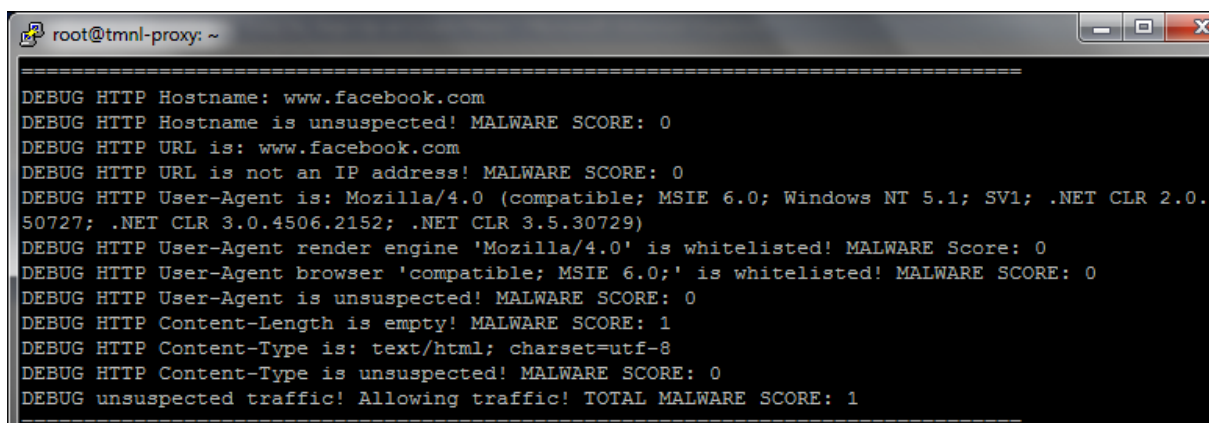 root@tmnl-proxy: ~
================================================================================
DEBUG HTTP Hostname: www.facebook.com
DEBUG HTTP Hostname is unsuspected! MALWARE SCORE: 0
DEBUG HTTP URL is: www.facebook.com
DEBUG HTTP URL is not an IP address! MALWARE SCORE: 0
DEBUG HTTP User-Agent is: Mozilla/4.0 (compatible; MSIE 6.0; Windows NT 5.1; SV1; .NET CLR 2.0.
50727; .NET CLR 3.0.4506.2152; .NET CLR 3.5.30729)
DEBUG HTTP User-Agent render engine 'Mozilla/4.0' is whitelisted! MALWARE Score: 0
DEBUG HTTP User-Agent browser 'compatible; MSIE 6.0;' is whitelisted! MALWARE SCORE: 0
DEBUG HTTP User-Agent is unsuspected! MALWARE SCORE: 0
DEBUG HTTP Content-Length is empty! MALWARE SCORE: 1
DEBUG HTTP Content-Type is: text/html; charset=utf-8
DEBUG HTTP Content-Type is unsuspected! MALWARE SCORE: 0
DEBUG unsuspected traffic! Allowing traffic! TOTAL MALWARE SCORE: 1
================================================================================